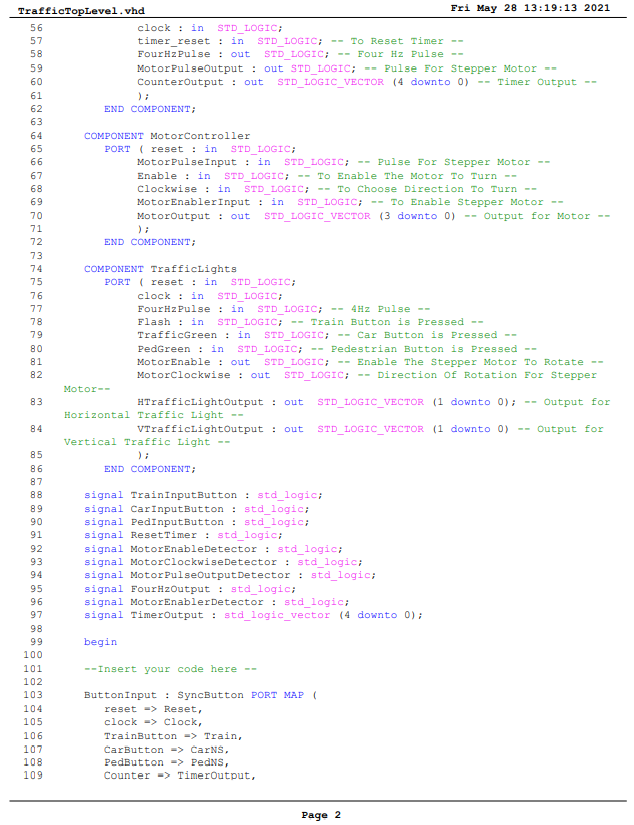 TrafficTopLevel.vhd Fri May 28 13:19:13 2021
56 clock : in STD_LOGIC;
57 timer_reset : in STD_LOGIC; -- To Reset Timer --
58 FourHzPulse : out STD_LOGIC; -- Four Hz Pulse --
59 MotorPulseOutput : out STD_LOGIC; -- Pulse For Stepper Motor --
60 CounterOutput : out STD_LOGIC_VECTOR (4 downto 0) -- Timer Output --
61 );
62 END COMPONENT;
63
64 COMPONENT MotorController
65 PORT ( reset : in STD_LOGIC;
66 MotorPulseInput : in STD_LOGIC; -- Pulse For Stepper Motor --
67 Enable : in STD_LOGIC; -- To Enable The Motor To Turn --
68 Clockwise : in STD_LOGIC; -- To Choose Direction To Turn --
69 MotorEnablerInput : in STD_LOGIC; -- To Enable Stepper Motor --
70 MotorOutput : out STD_LOGIC_VECTOR (3 downto 0) -- Output for Motor --
71 );
72 END COMPONENT;
73
74 COMPONENT TrafficLights
75 PORT ( reset : in STD_LOGIC;
76 clock : in STD_LOGIC;
77 FourHzPulse : in STD_LOGIC; -- 4Hz Pulse --
78 Flash : in STD_LOGIC; -- Train Button is Pressed --
79 TrafficGreen : in STD_LOGIC; -- Car Button is Pressed --
80 PedGreen : in STD_LOGIC; -- Pedestrian Button is Pressed --
81 MotorEnable : out STD_LOGIC; -- Enable The Stepper Motor To Rotate --
82 MotorClockwise : out STD_LOGIC; -- Direction Of Rotation For Stepper
Motor--
83 HTrafficLightOutput : out STD_LOGIC_VECTOR (1 downto 0); -- Output for
Horizontal Traffic Light --
84 VTrafficLightOutput : out STD_LOGIC_VECTOR (1 downto 0) -- Output for
Vertical Traffic Light --
85 );
86 END COMPONENT;
87
88 signal TrainInputButton : std_logic;
89 signal CarInputButton : std_logic;
90 signal PedInputButton : std_logic;
91 signal ResetTimer : std_logic;
92 signal MotorEnableDetector : std_logic;
93 signal MotorClockwiseDetector : std_logic;
94 signal MotorPulseOutputDetector : std_logic;
95 signal FourHzOutput : std_logic;
96 signal MotorEnablerDetector : std_logic;
97 signal TimerOutput : std_logic_vector (4 downto 0);
98
99 begin
100
101 --Insert your code here --
102
103 ButtonInput : SyncButton PORT MAP (
104 reset => Reset,
105 clock => Clock,
106 TrainButton => Train,
107 CarButton => CarNS,
108 PedButton => PedNS,
109 Counter => TimerOutput,
Page 2